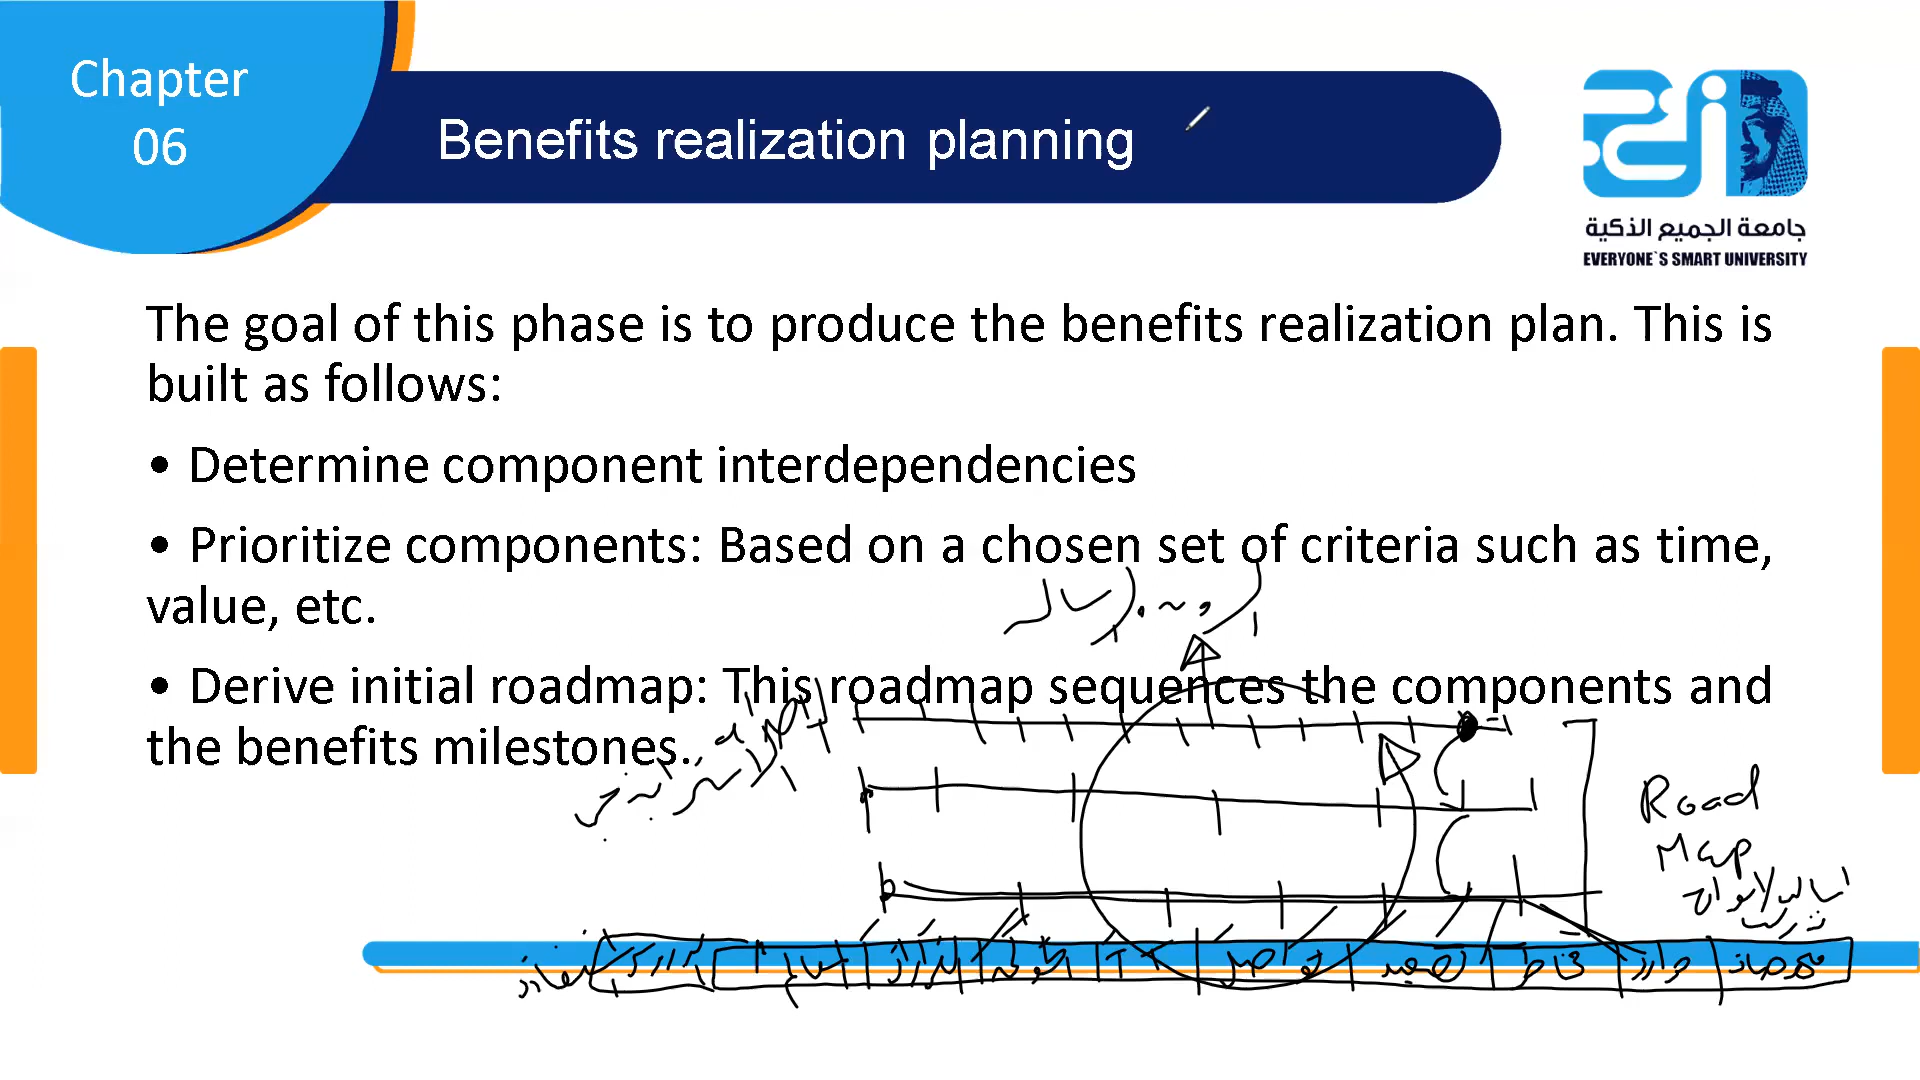 Chapter
06
Benefits realization planning
جامعة الجميع الذكية
EVERYONE`S SMART UNIVERSITY
The goal of this phase is to produce the benefits realization plan. This is
built as follows:
• Determine component interdependencies
• Prioritize components: Based on a chosen set of criteria such as time,
value, etc.
• Derive initial roadmap: This roadmap sequences the components and
the benefits milestones.
Road
Map